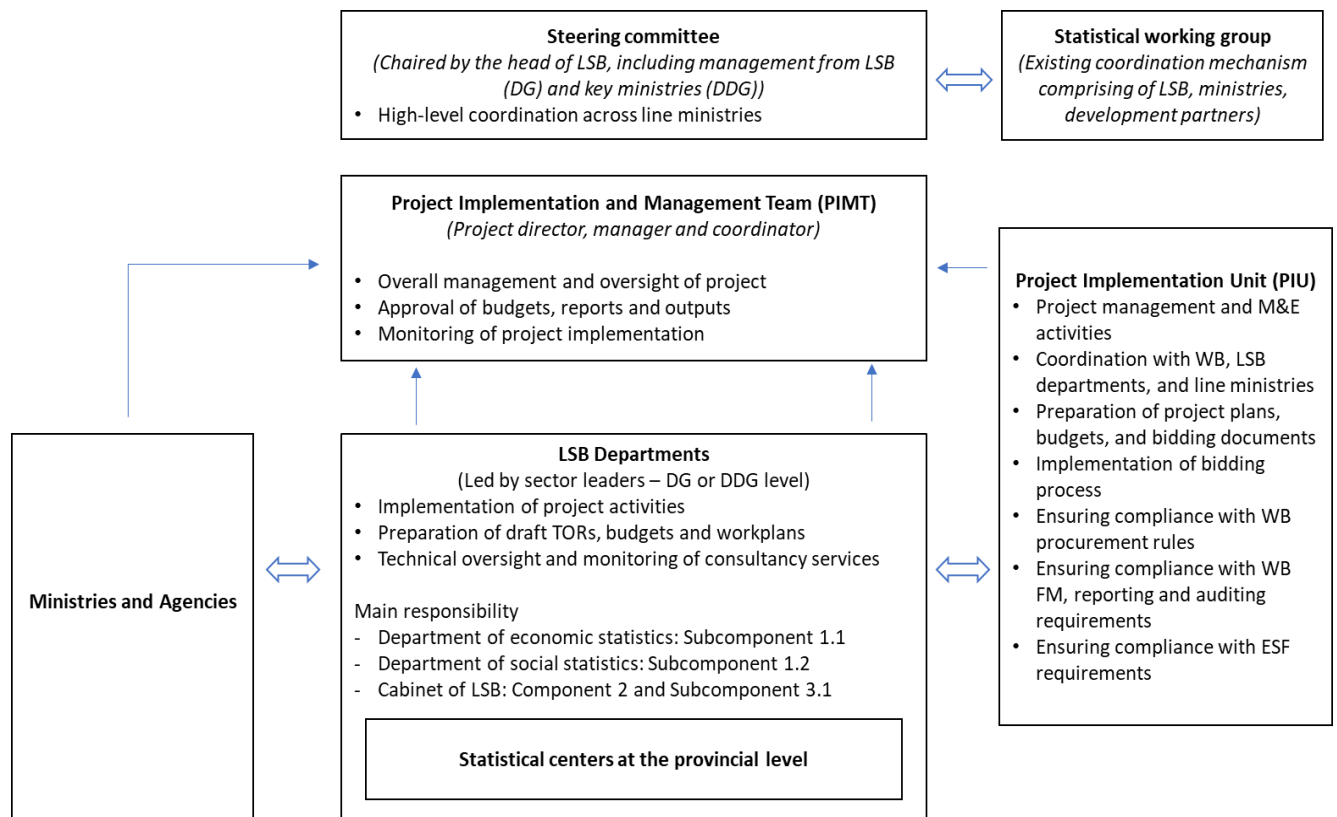 Steering committee
(Chaired by the head of LSB, including management from LSB
(DG) and key ministries (DDG))
• High-level coordination across line ministries
Statistical working group
(Existing coordination mechanism
comprising of LSB, ministries,
development partners)
Project Implementation and Management Team (PIMT)
(Project director, manager and coordinator)
• Overall management and oversight of project
• Approval of budgets, reports and outputs
• Monitoring of project implementation
Project Implementation Unit (PIU)
• Project management and M&E
activities
• Coordination with WB, LSB
departments, and line ministries
• Preparation of project plans,
budgets, and bidding documents
• Implementation of bidding
process
• Ensuring compliance with WB
procurement rules
• Ensuring compliance with WB
FM, reporting and auditing
requirements
• Ensuring compliance with ESF
requirements
Ministries and Agencies
LSB Departments
(Led by sector leaders – DG or DDG level)
• Implementation of project activities
• Preparation of draft TORs, budgets and workplans
• Technical oversight and monitoring of consultancy services
Main responsibility
- Department of economic statistics: Subcomponent 1.1
- Department of social statistics: Subcomponent 1.2
- Cabinet of LSB: Component 2 and Subcomponent 3.1
Statistical centers at the provincial level